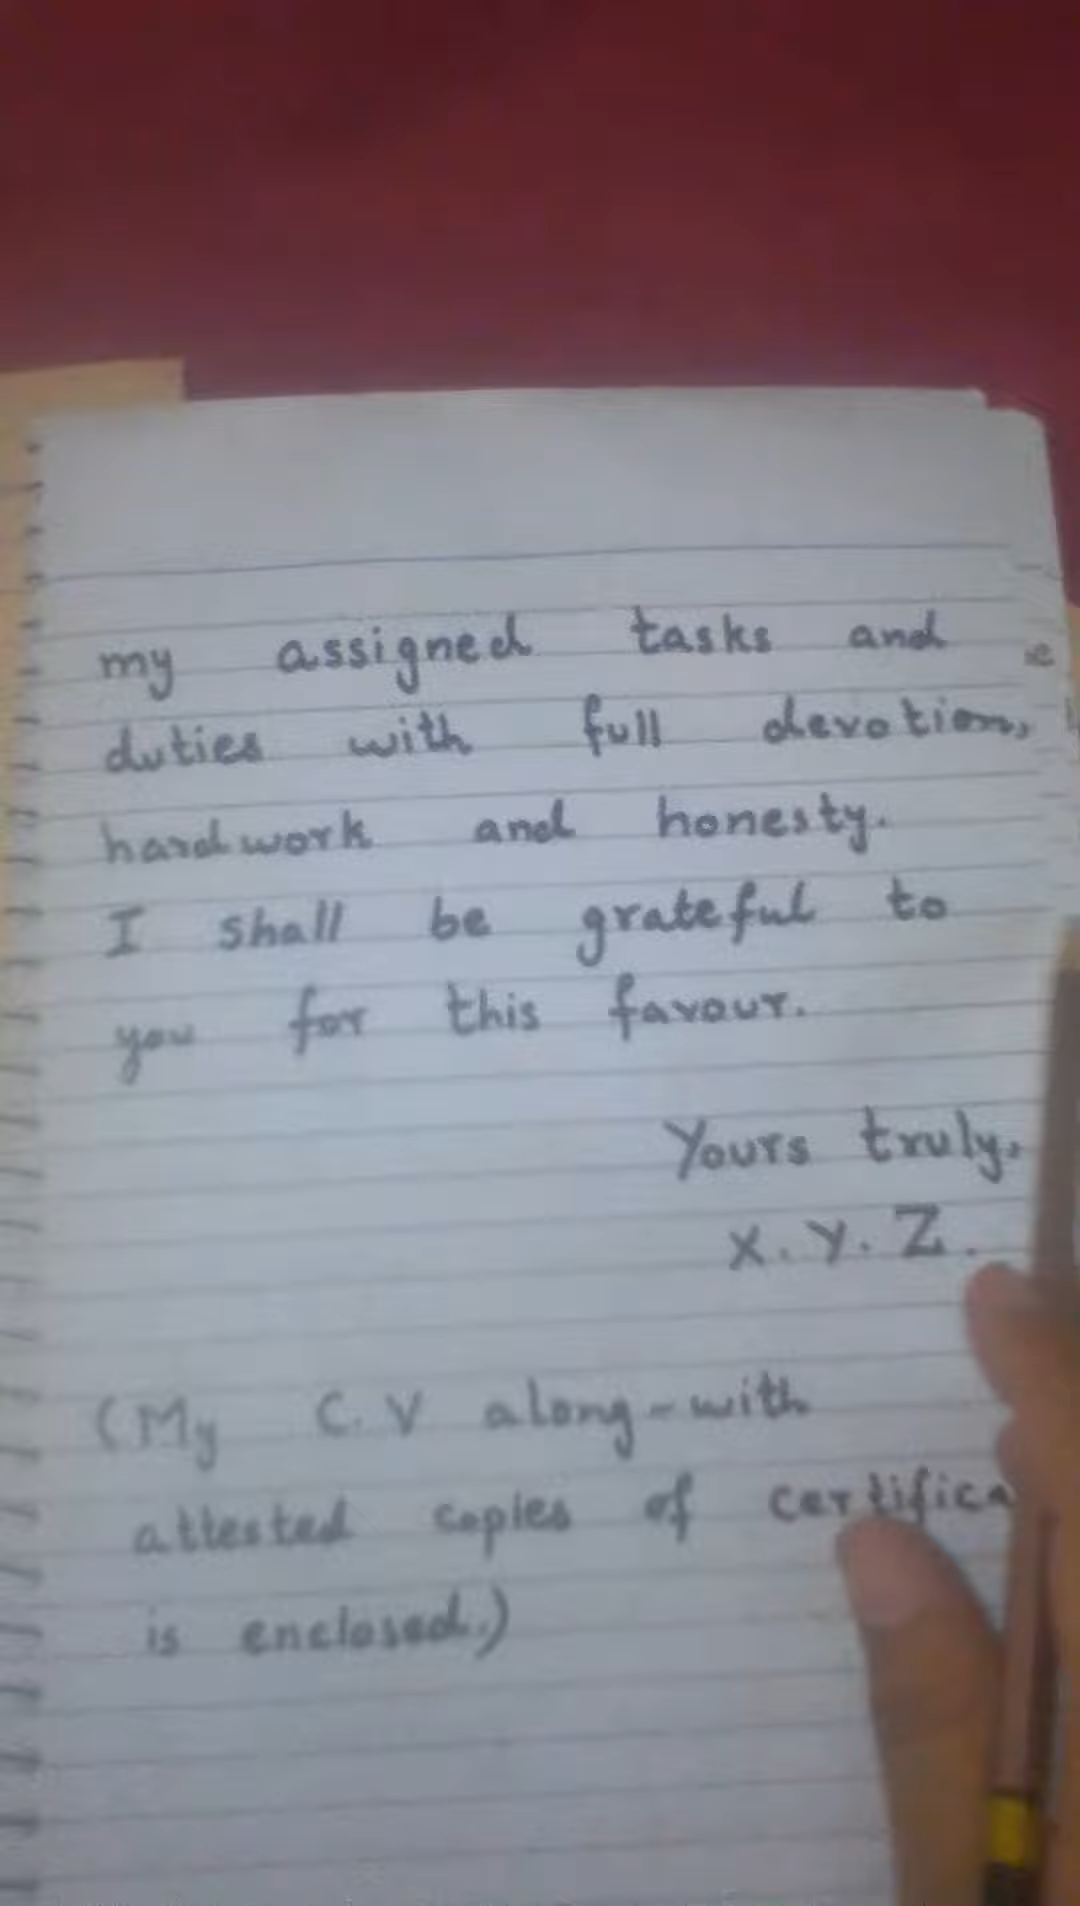 my assigned tasks and
duties with full devotion,
hardwork and honesty.
I shall be grateful to
you for this favour.
Yours truly,
X. Y. Z.
(My C.V along-with
attested copies of certifica
is enclosed.)